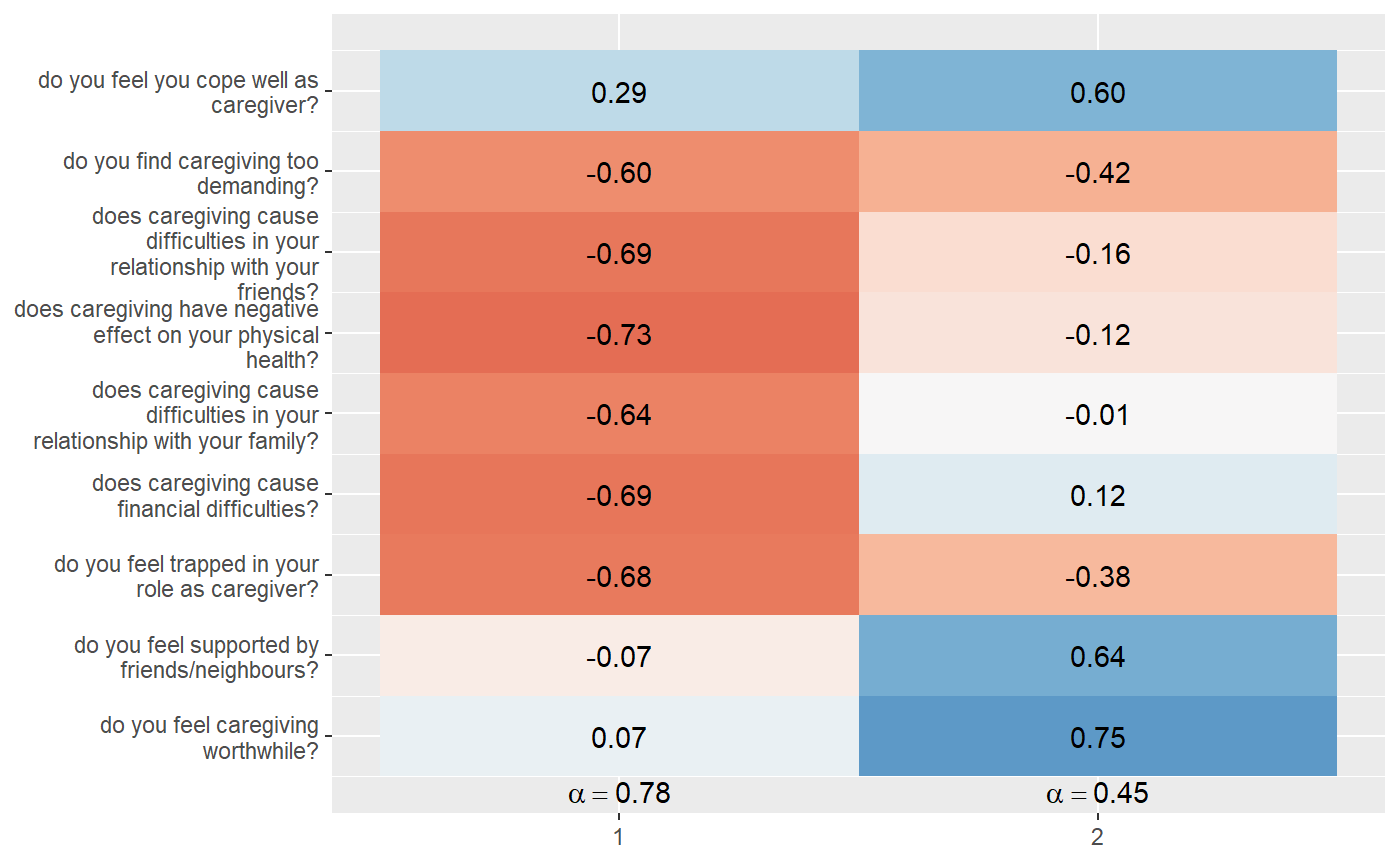 do you feel you cope well as
caregiver?
0.29
0.60
do you find caregiving too
demanding?
-0.60
-0.42
does caregiving cause
difficulties in your
relationship with your
friends?
-0.69
-0.16
does caregiving have negative
effect on your physical
health?
-0.73
-0.12
does caregiving cause
difficulties in your
relationship with your family?
-0.64
-0.01
does caregiving cause
financial difficulties?
-0.69
0.12
do you feel trapped in your
role as caregiver?
-0.68
-0.38
do you feel supported by
friends/neighbours?
-0.07
0.64
do you feel caregiving
worthwhile?
0.07
0.75
α = 0.78
α = 0.45
1
2